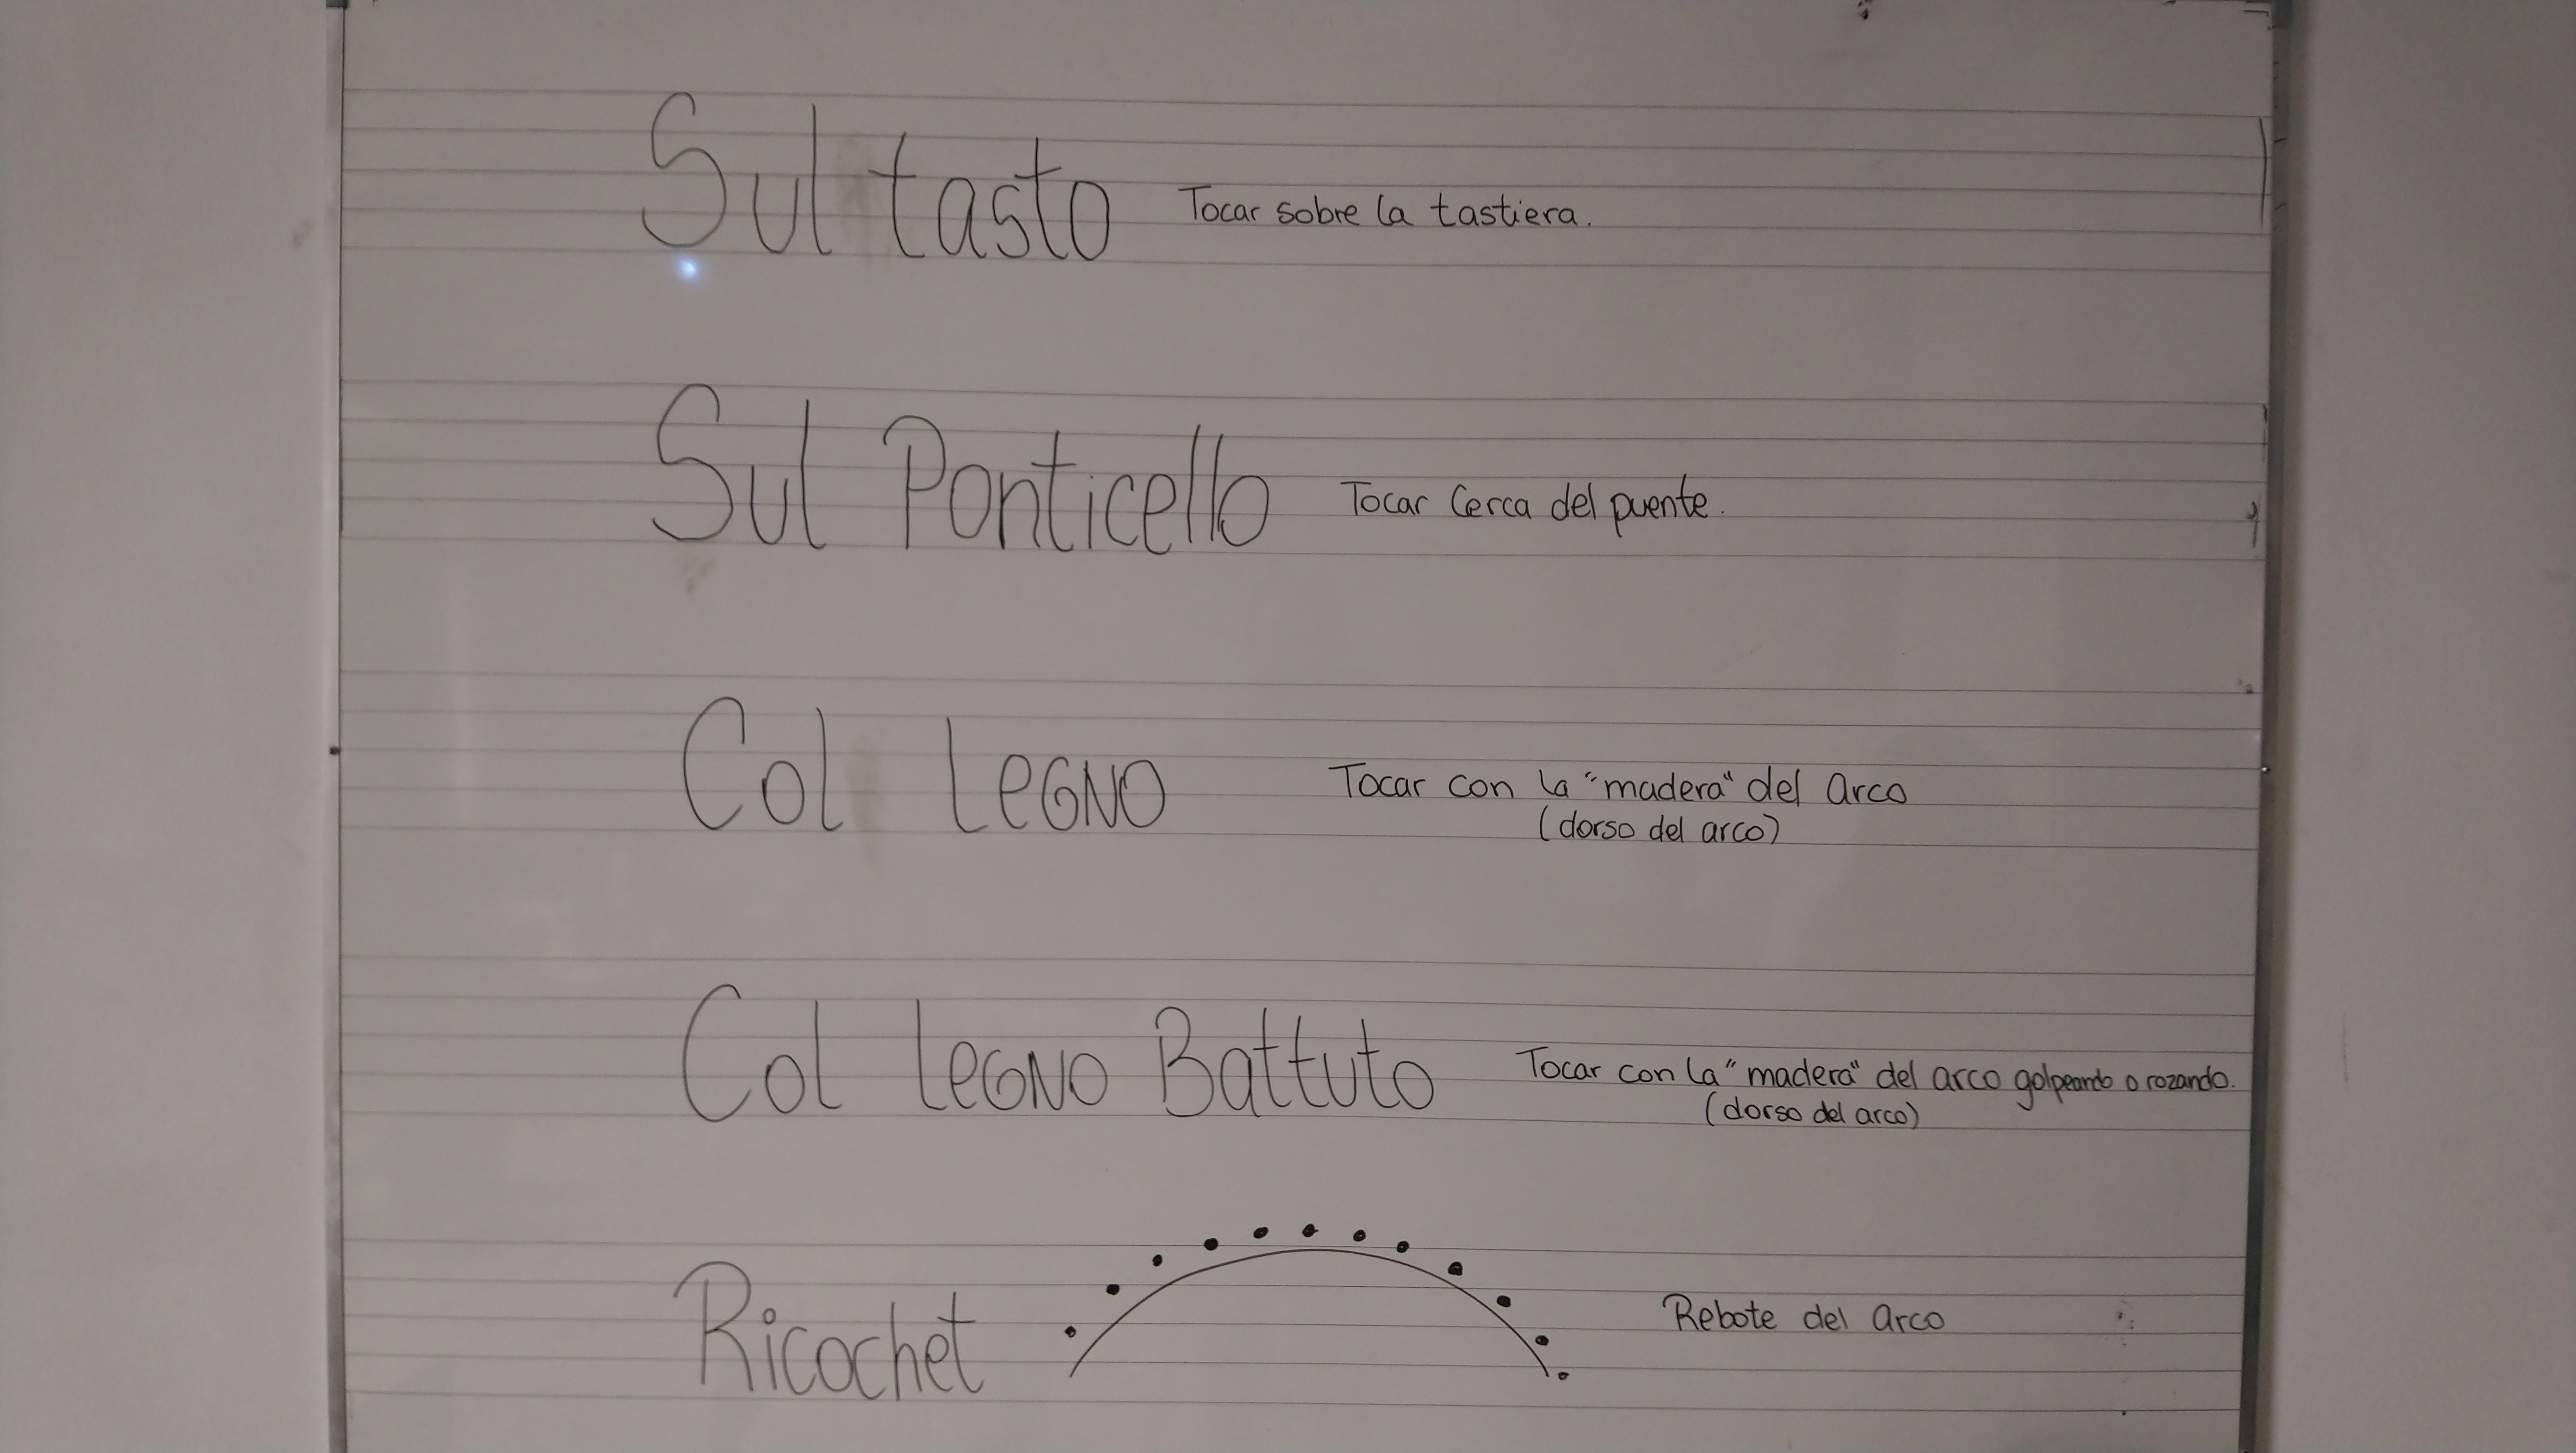 Sul tasto Tocar sobre la tastiera.
Sul Ponticello Tocar Cerca del puente.
Col LeGNO Tocar con la "madera" del arco
(dorso del arco)
Col LeGNO Battuto Tocar con la "madera" del arco golpeando o rozando.
(dorso del arco)
Ricochet Rebote del arco